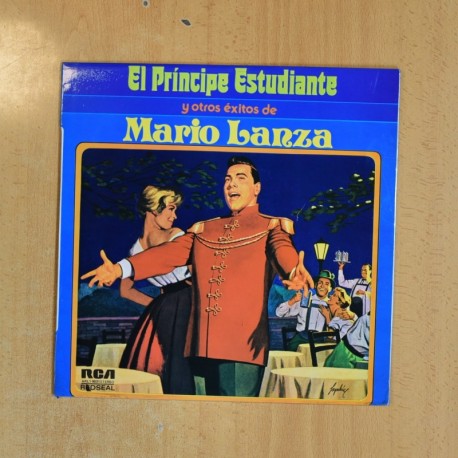 El Príncipe Estudiante
y otros éxitos de
Mario Lanza
RCA
REDSEAL